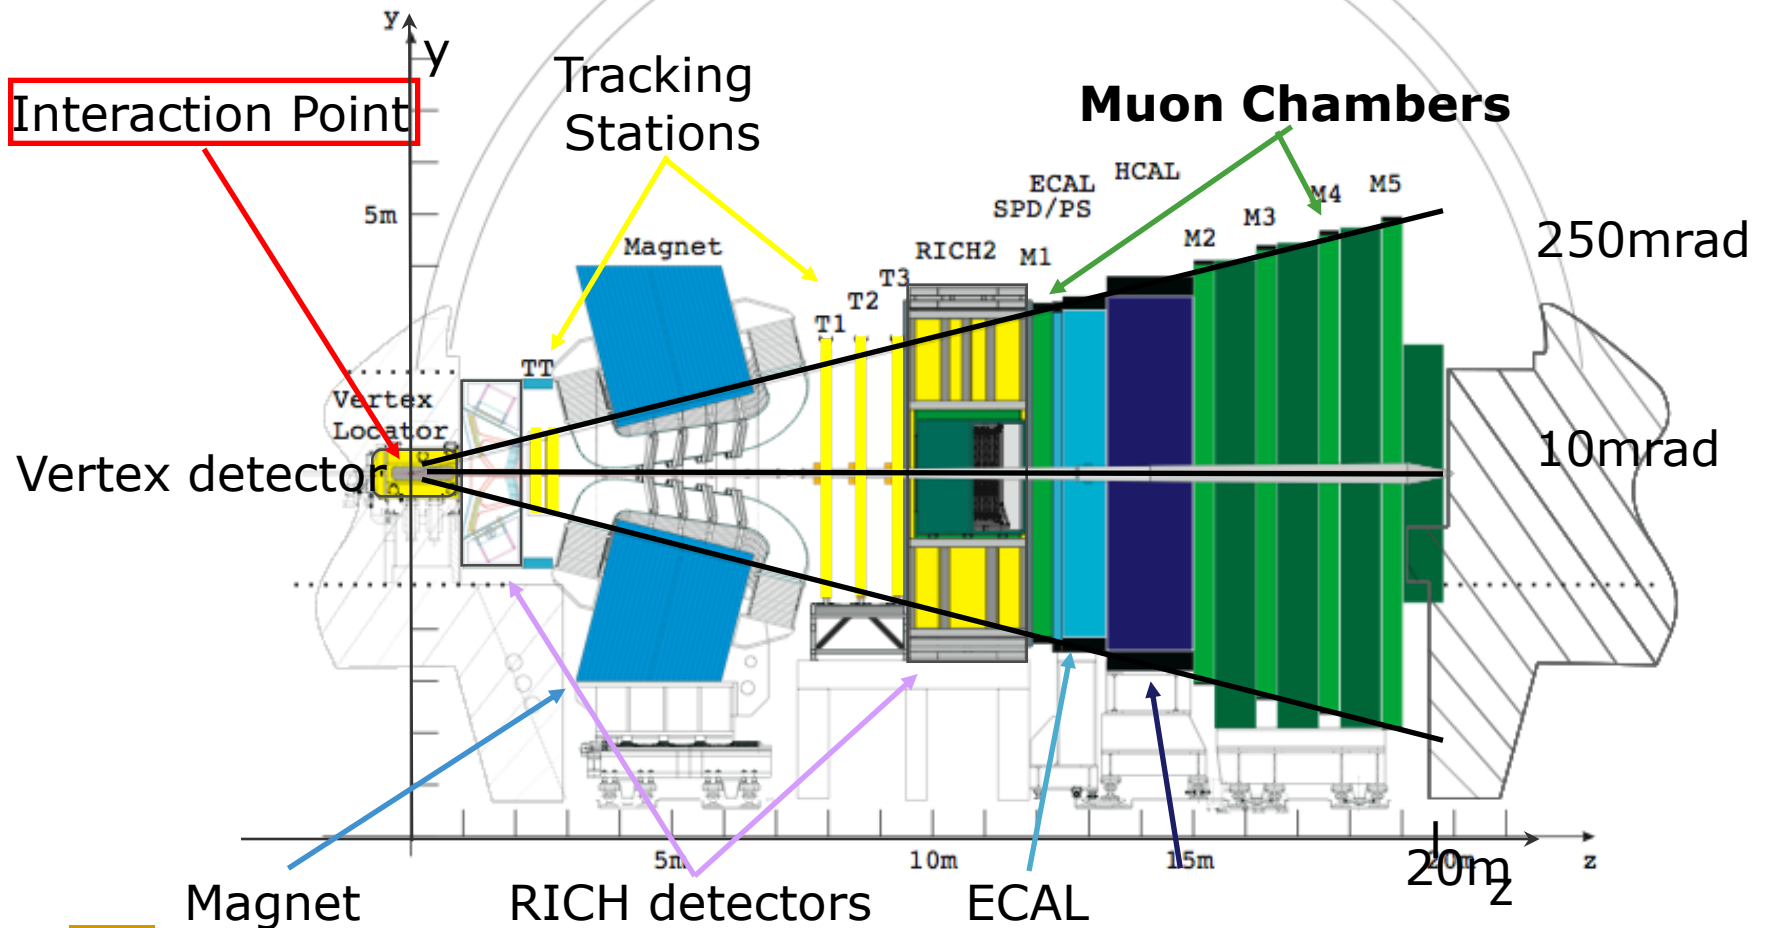 y
y
Tracking
Stations
Interaction Point
Muon Chambers
HCAL
ECAL
SPD/PS
M4
M5
5m
M3
250mrad
Magnet
RICH2
M1
M2
T3
T2
T1
TT
Vertex
Locator
10mrad
Vertex detector
5m
10m
15m
20m
z
20m
z
Magnet
RICH detectors
ECAL